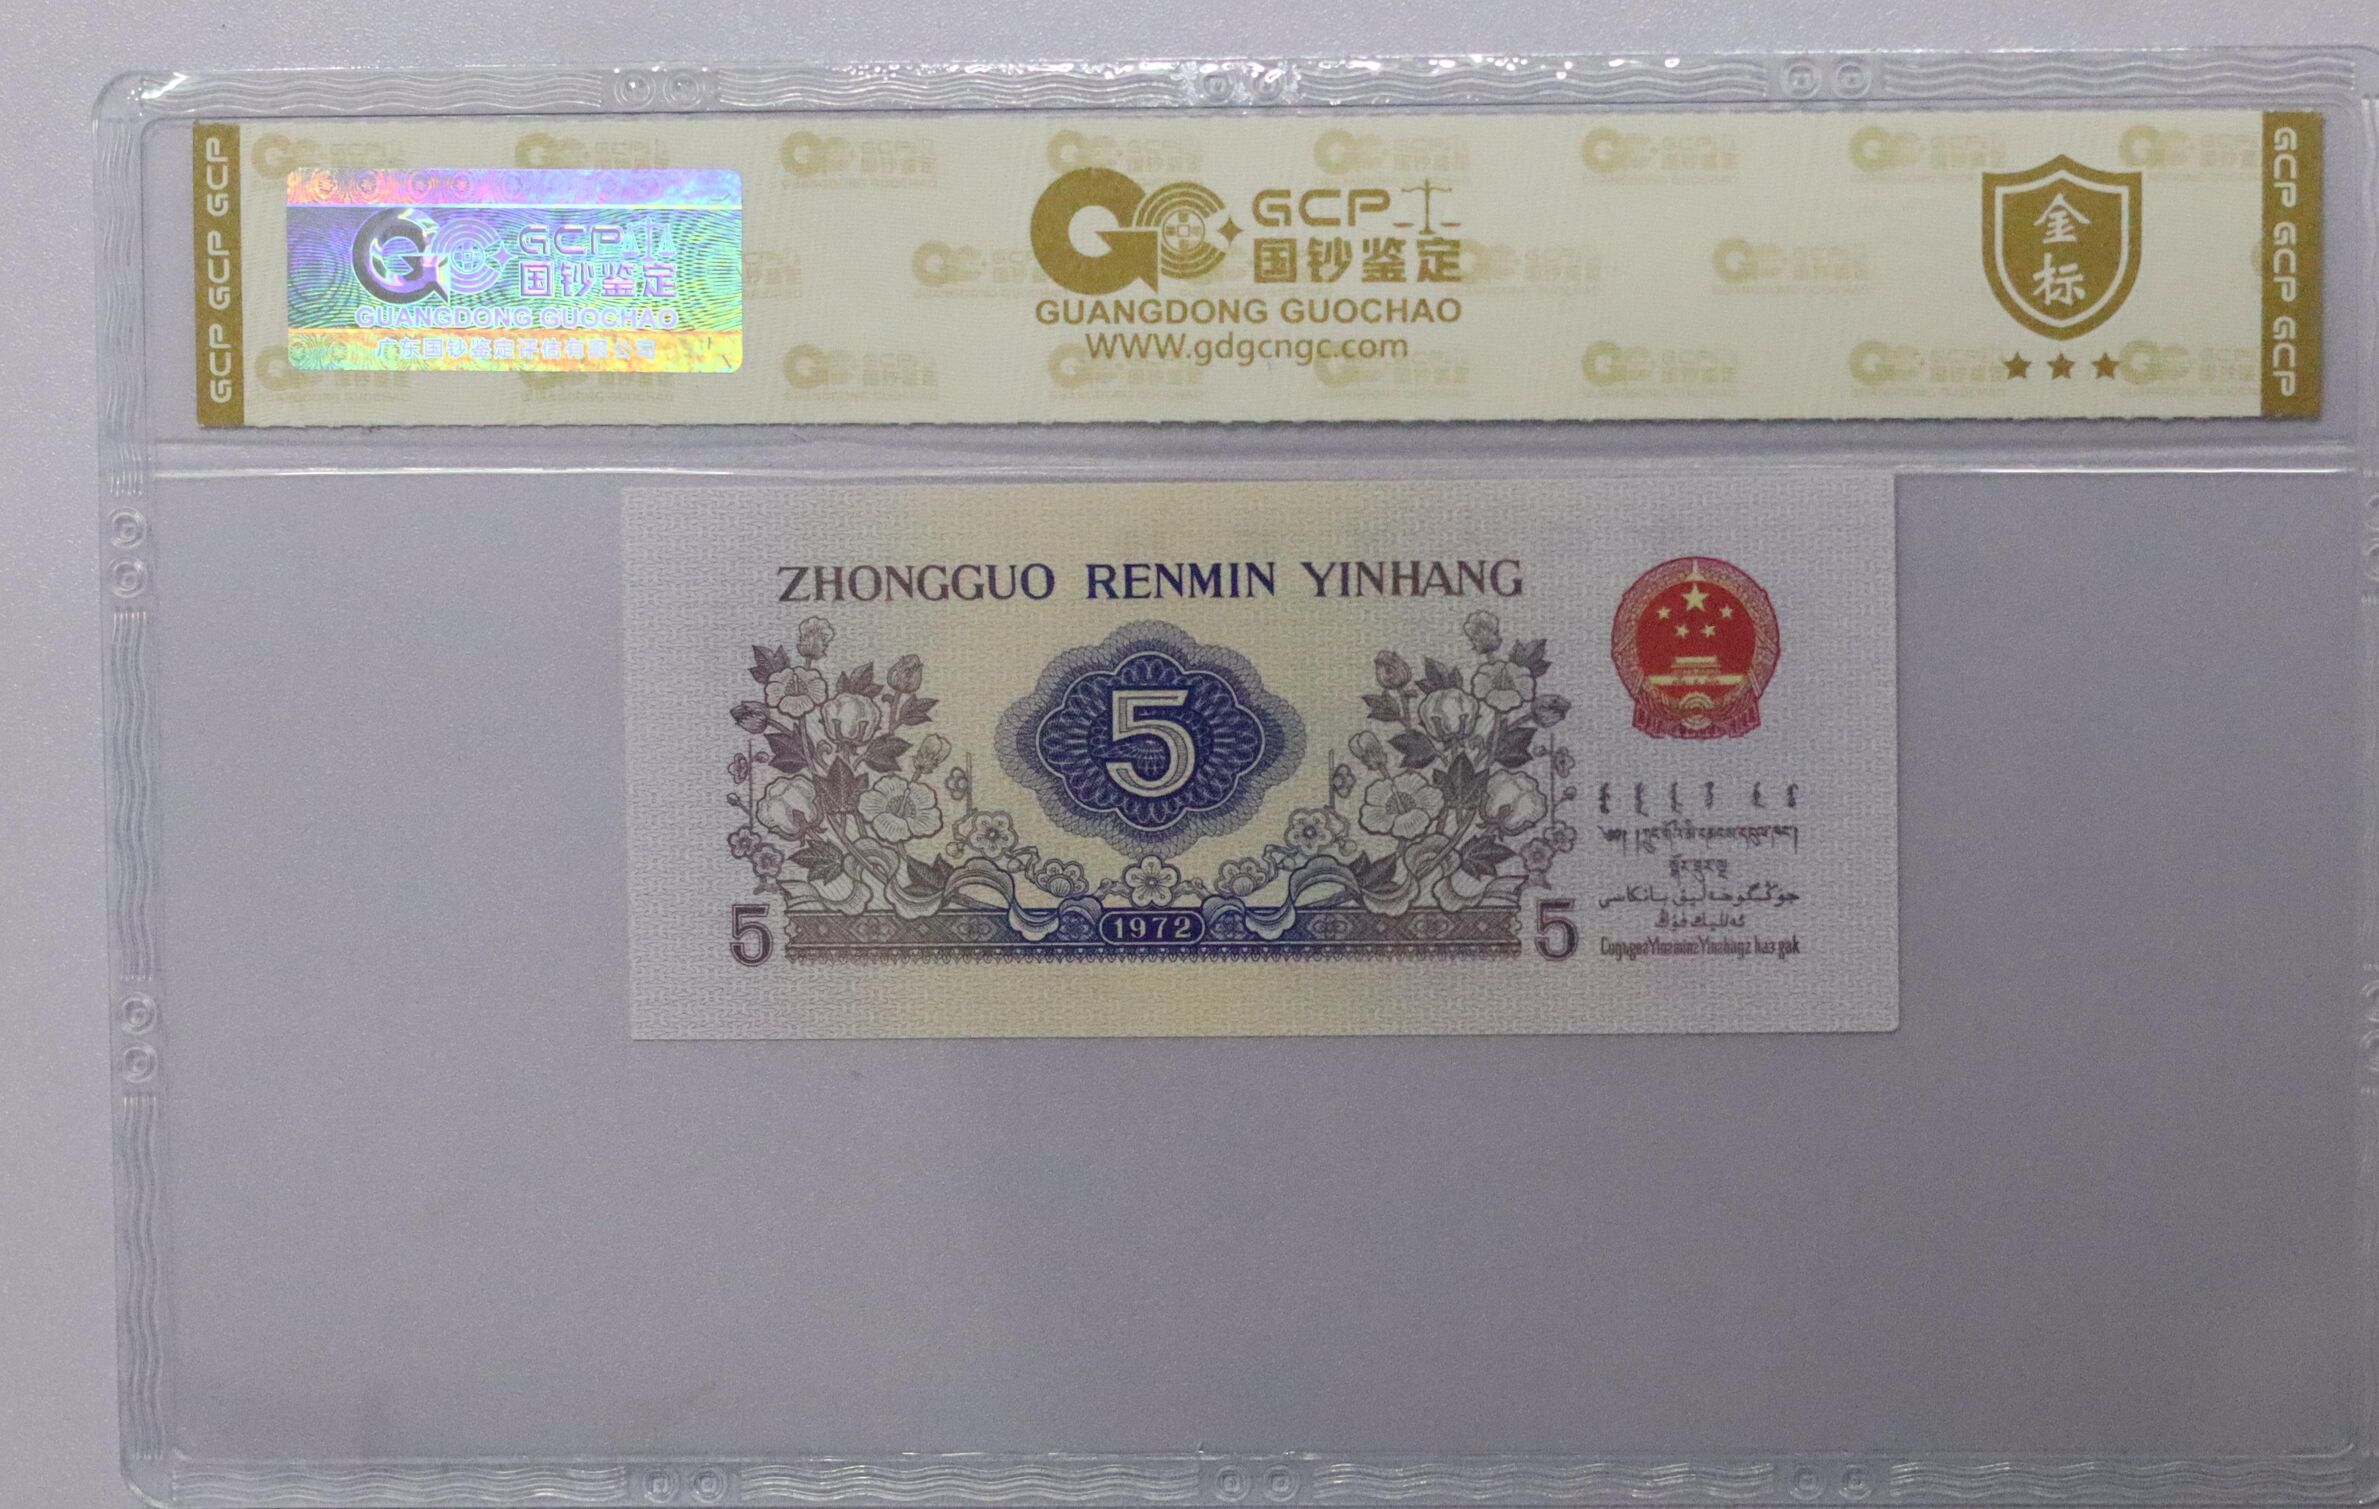 GCP GCP GCP
GCP
国钞鉴定
GUANGDONG GUOCHAO
广东国钞鉴定评估有限公司
GCP
国钞鉴定
GUANGDONG GUOCHAO
WWW.gdgcngc.com
金
标
GCP GCP GCP
ZHONGGUO RENMIN YINHANG
5
1972
5
5